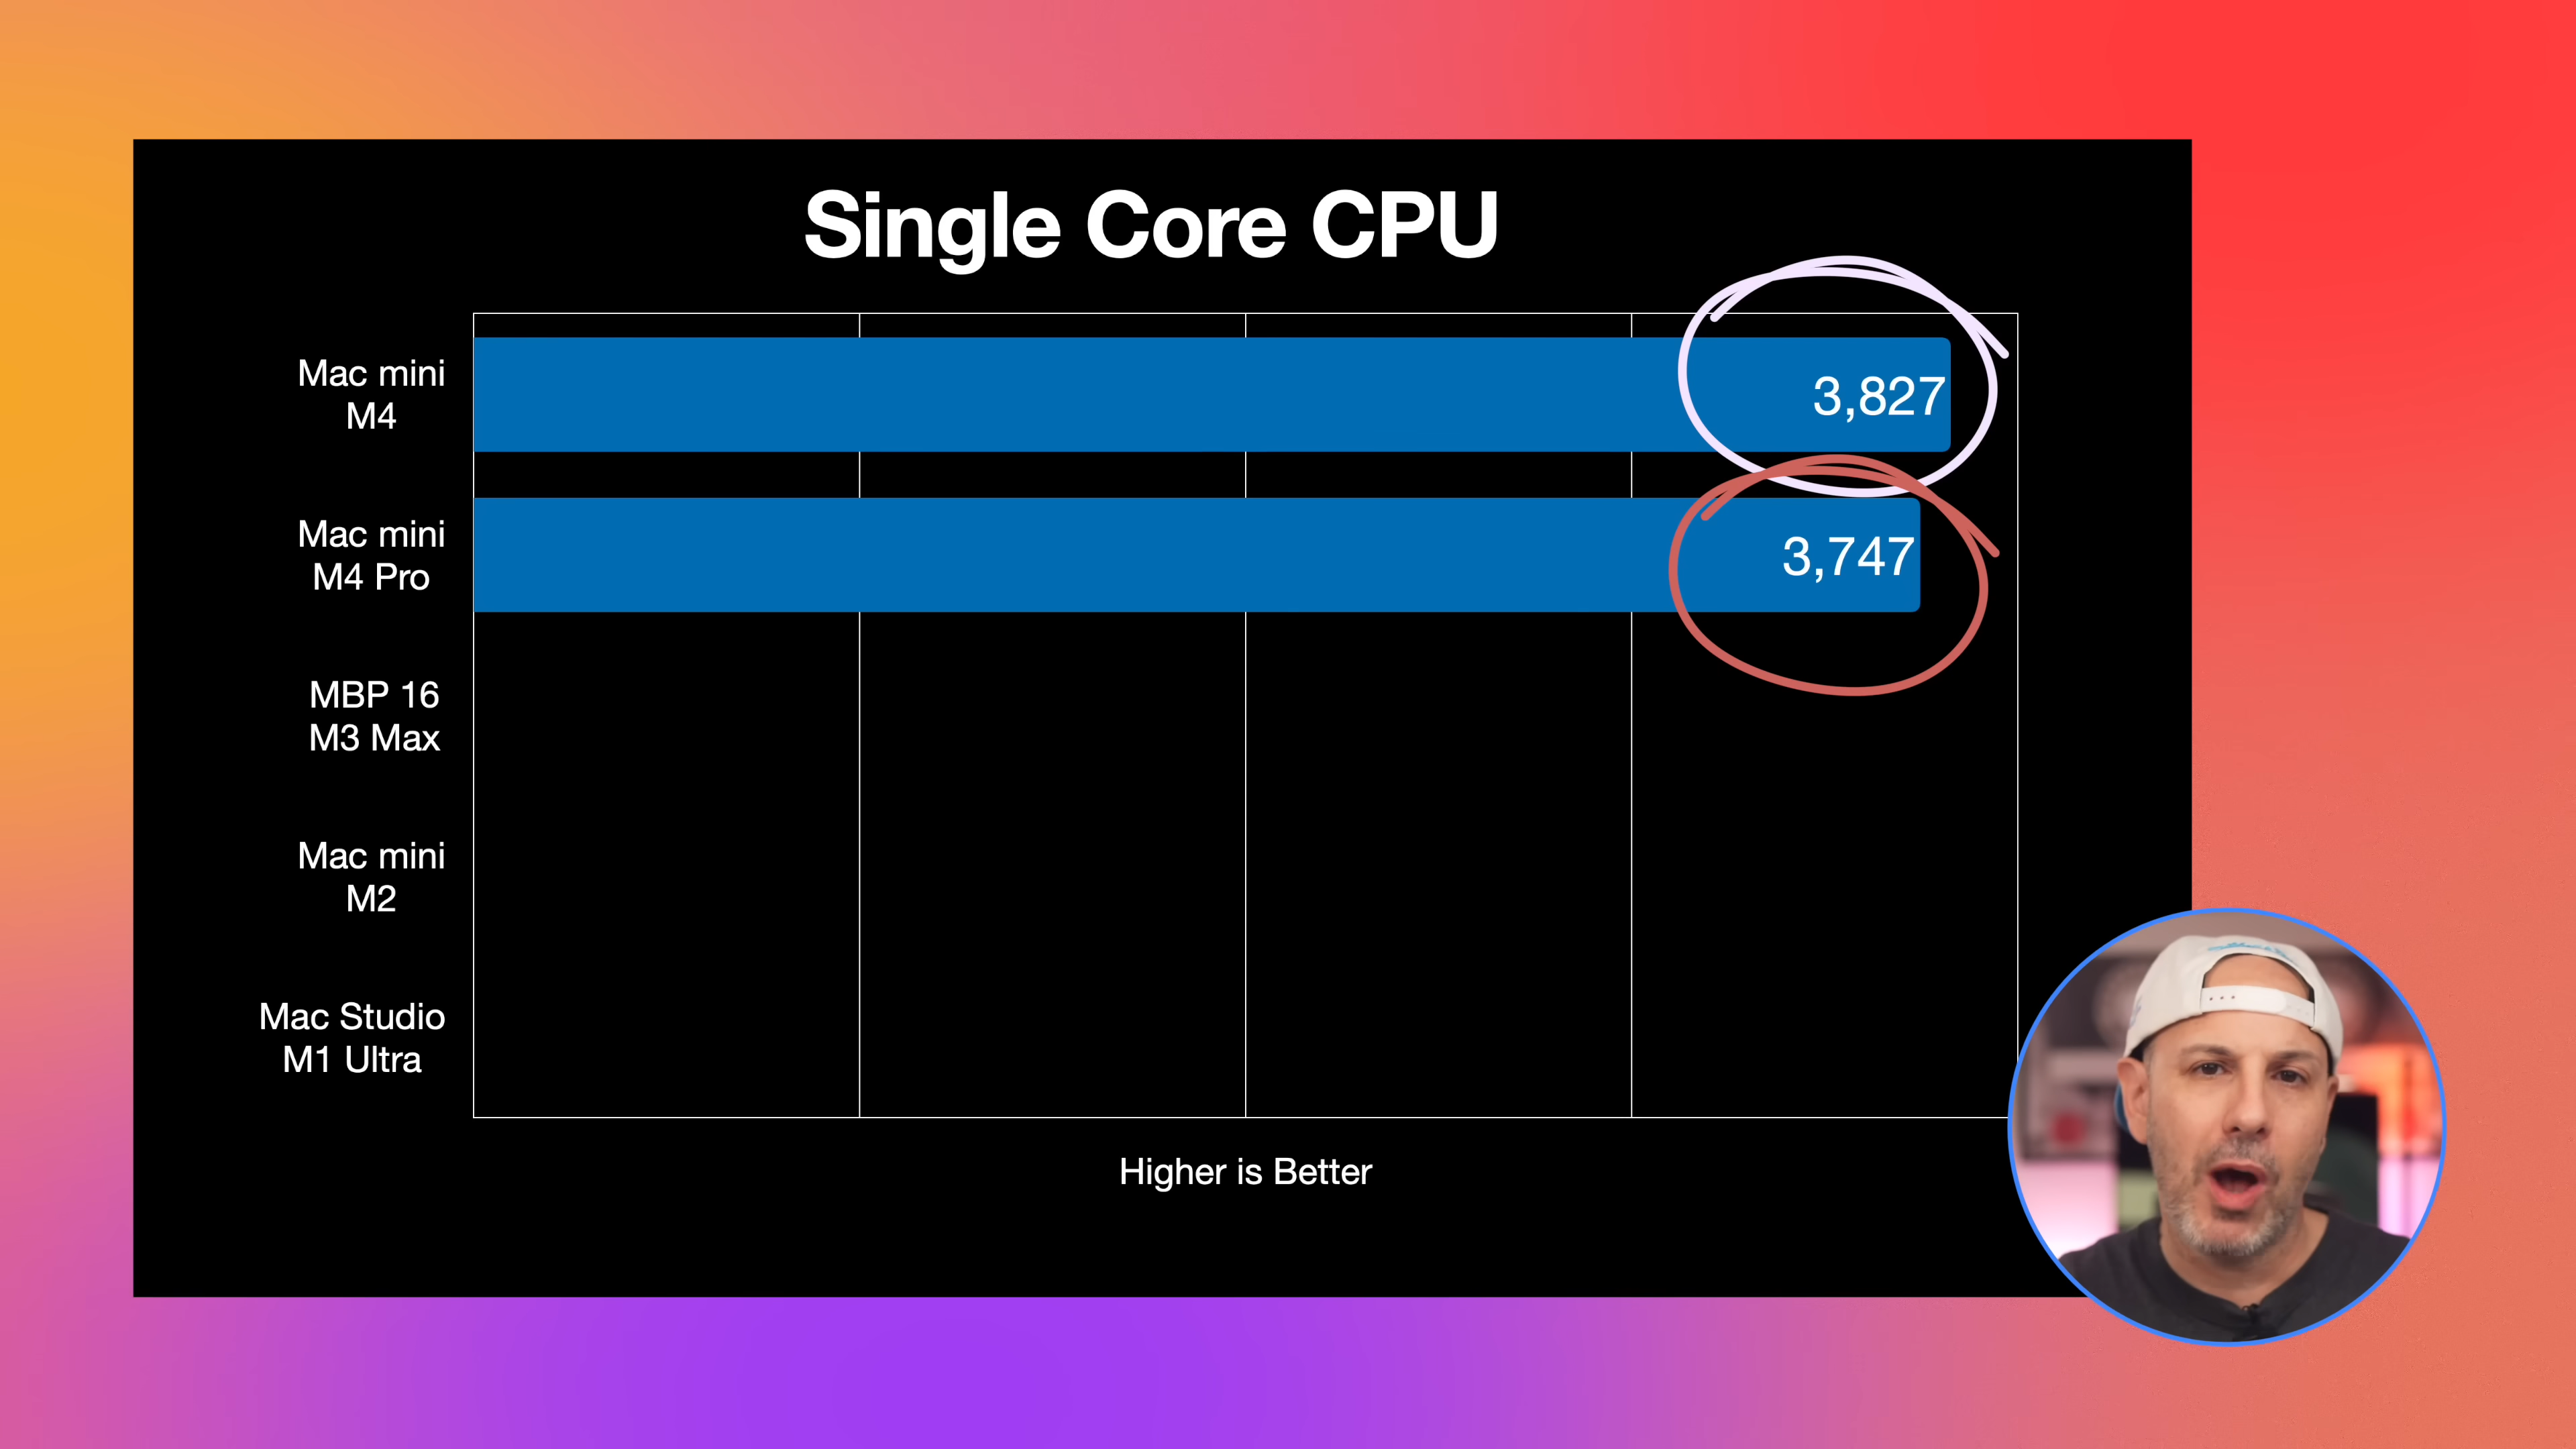 Single Core CPU
Mac mini
M4
3,827
Mac mini
M4 Pro
3,747
MBP 16
M3 Max
Mac mini
M2
Mac Studio
M1 Ultra
Higher is Better